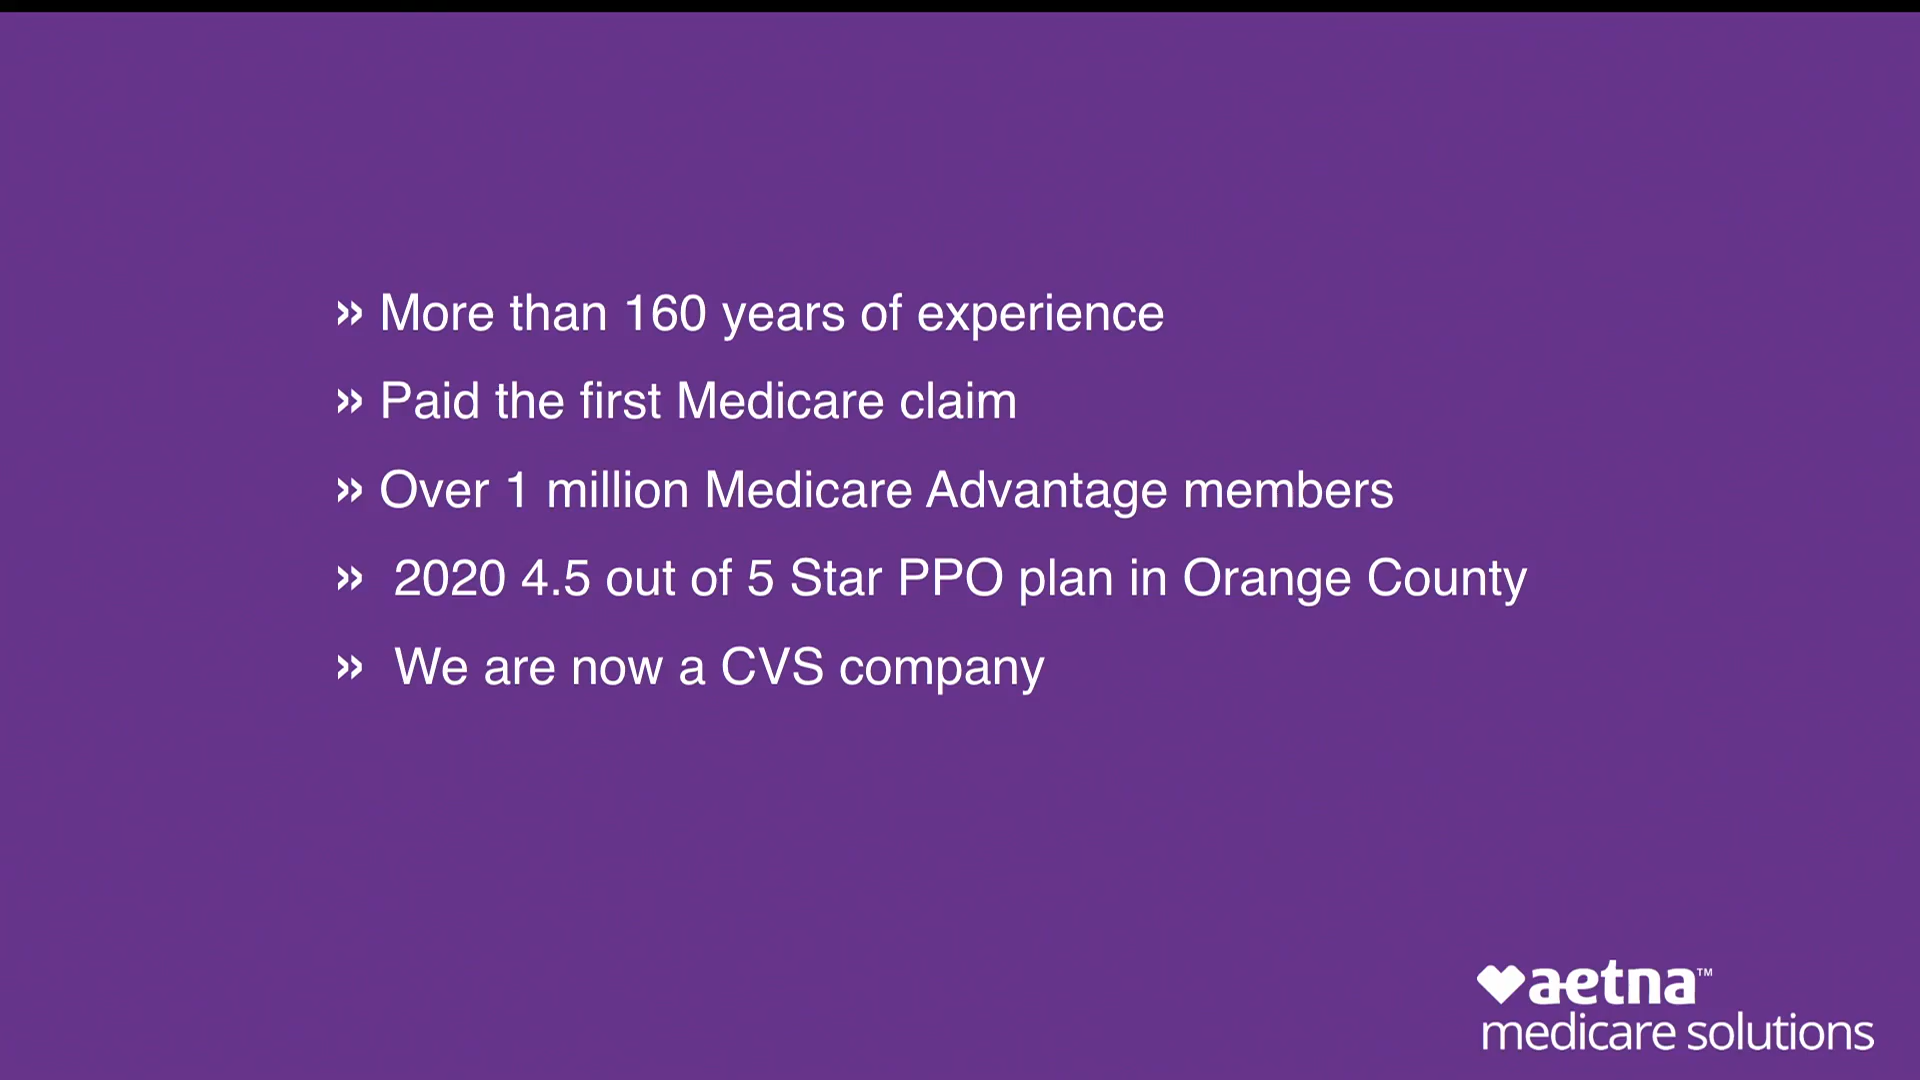 » More than 160 years of experience
» Paid the first Medicare claim
» Over 1 million Medicare Advantage members
» 2020 4.5 out of 5 Star PPO plan in Orange County
» We are now a CVS company
aetna™
medicare solutions